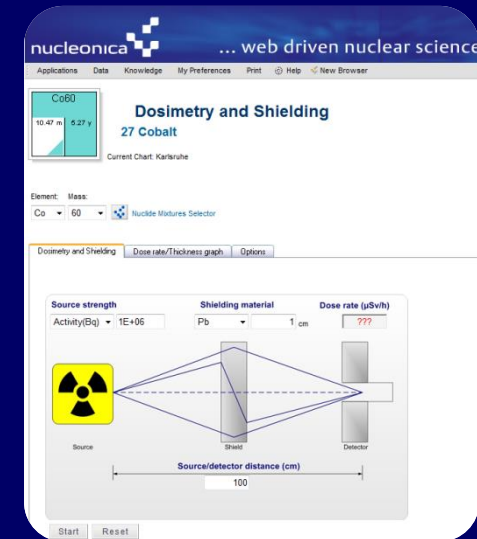 nucleonica
... web driven nuclear science
Applications Data Knowledge My Preferences Print Help New Browser
Co60
10.47 m 5.27 y
Dosimetry and Shielding
27 Cobalt
Current Chart: Karlsruhe
Element: Mass:
Co 60 Nuclide Mixtures Selector
Dosimetry and Shielding Dose rate/Thickness graph Options
Source strength Shielding material Dose rate (µSv/h)
Activity(Bq) 1E+06 Pb 1 cm ???
Source Shield Detector
Source/detector distance (cm)
100
Start Reset